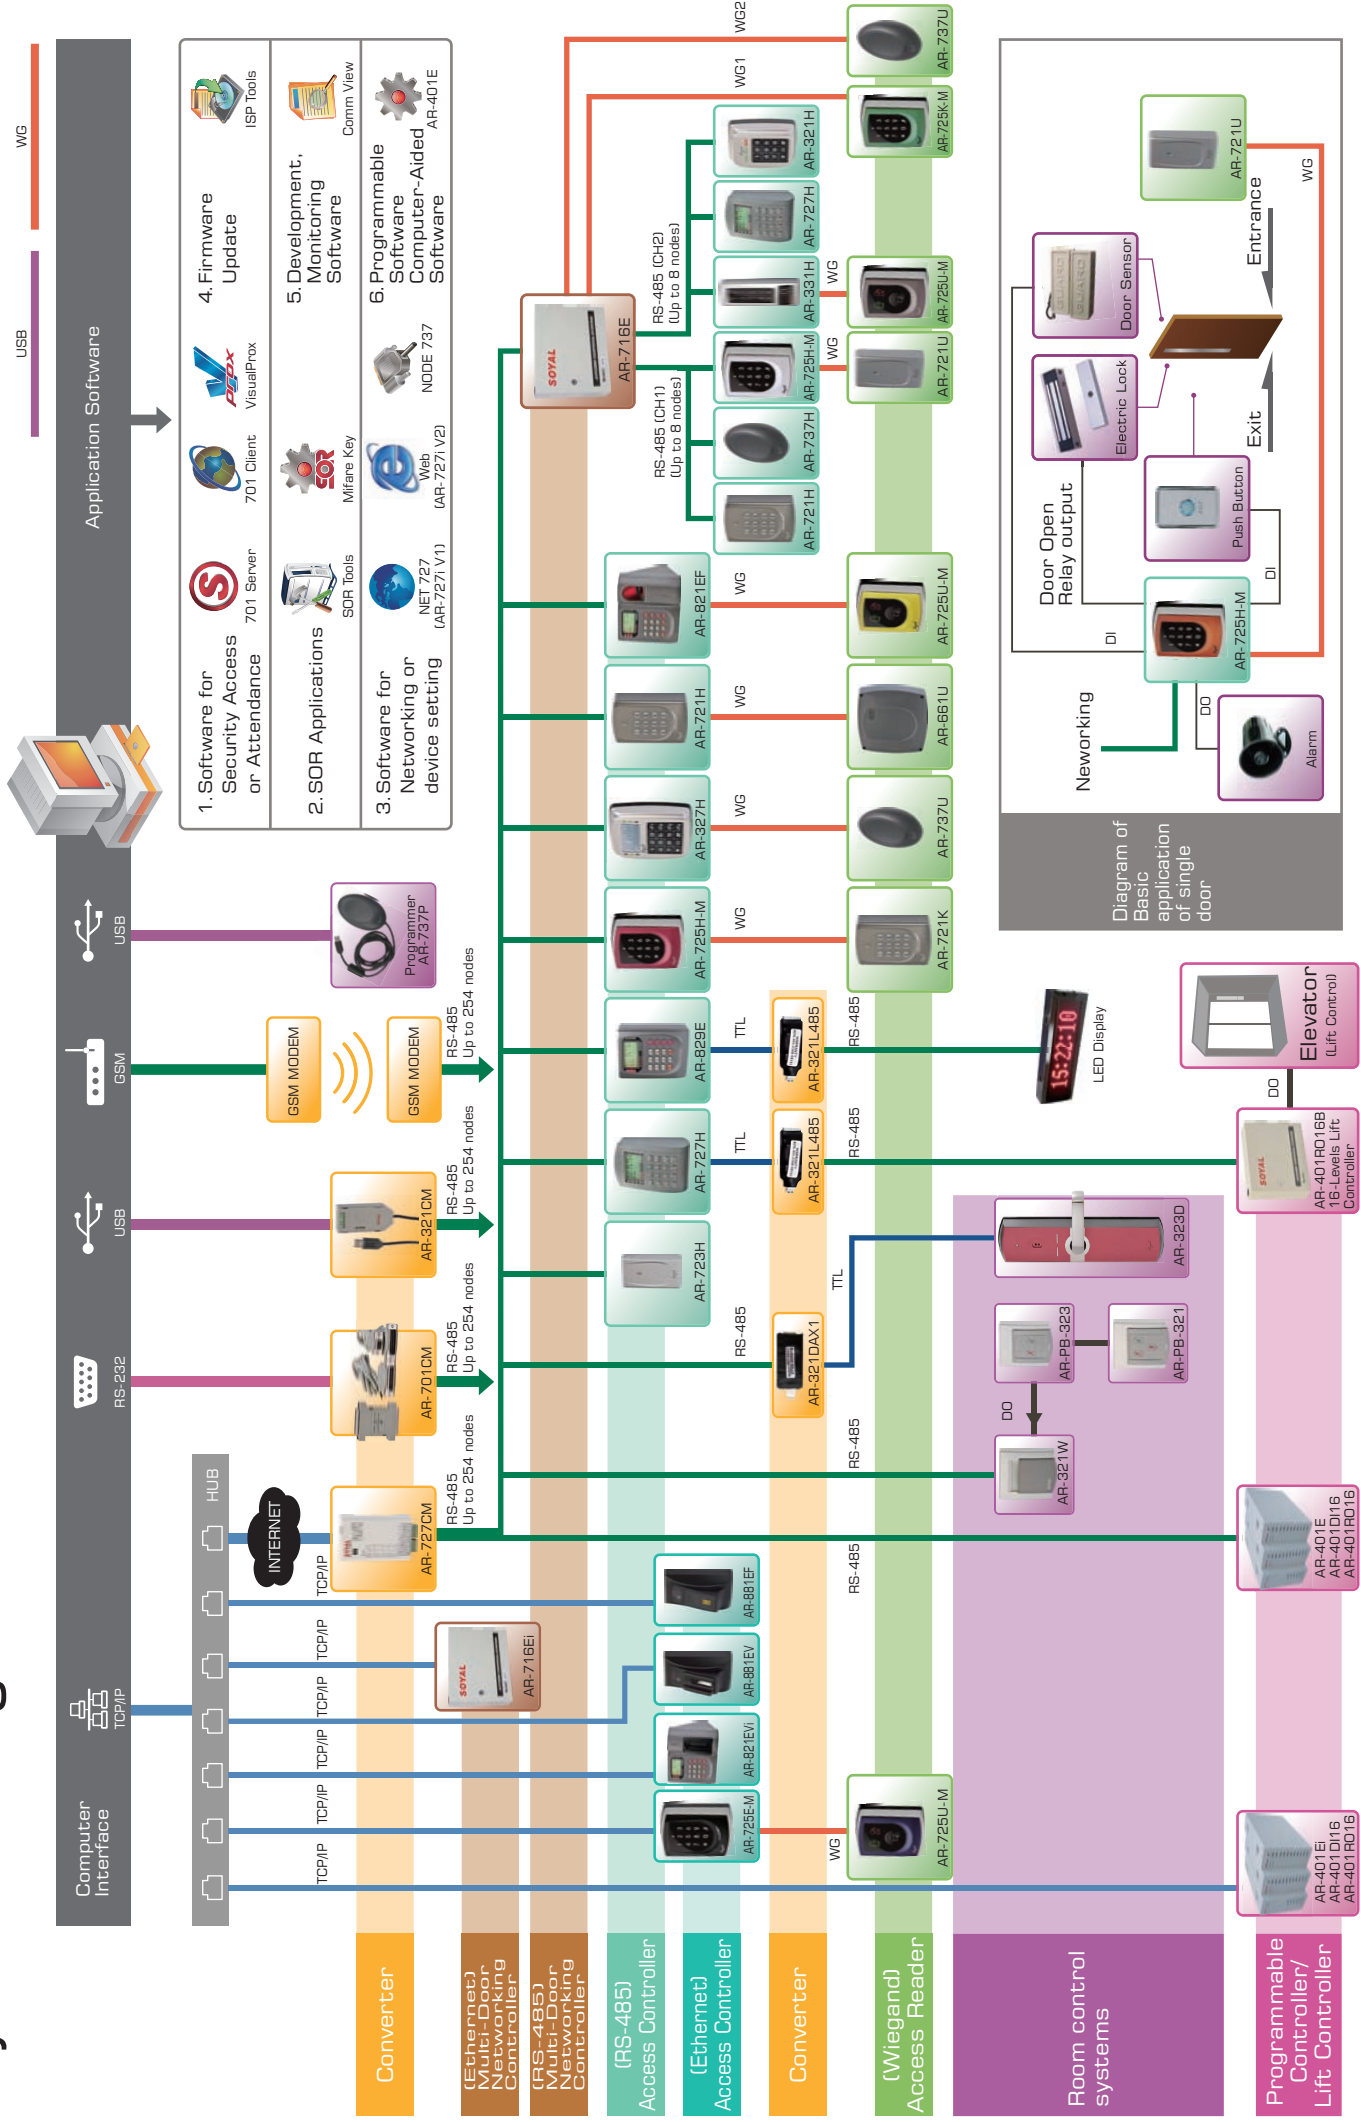 WG
USB
Application Software
USB
GSM
USB
RS-232
TCP/IP
Computer
Interface
1. Software for
Security Access
or Attendance
701 Server
701 Client
VisualProx
4. Firmware
Update
ISP Tools
2. SOR Applications
SOR Tools
SOR
Mifare Key
5. Development,
Monitoring
Software
Comm View
3. Software for
Networking or
device setting
NET 727
(AR-727i V1)
Web
(AR-727i V2)
NODE 737
6. Programmable
Software
Computer-Aided
Software
AR-401E
HUB
INTERNET
TCP/IP
TCP/IP
TCP/IP
TCP/IP
TCP/IP
TCP/IP
Programmer
AR-737P
GSM MODEM
GSM MODEM
AR-321CM
AR-701CM
AR-727CM
RS-485
Up to 254 nodes
RS-485
Up to 254 nodes
RS-485
Up to 254 nodes
RS-485
Up to 254 nodes
Converter
(Ethernet)
Multi-Door
Networking
Controller
SOYAL
AR-716Ei
(RS-485)
Multi-Door
Networking
Controller
SOYAL
AR-716E
WG1
WG2
RS-485 (CH1)
(Up to 8 nodes)
RS-485 (CH2)
(Up to 8 nodes)
AR-721H
AR-737H
AR-725H-M
AR-331H
AR-727H
AR-321H
WG
WG
(RS-485)
Access Controller
AR-723H
AR-727H
AR-829E
AR-725H-M
AR-327H
AR-721H
AR-821EF
(Ethernet)
Access Controller
AR-725E-M
AR-821EVi
AR-881EV
AR-881EF
WG
TTL
TTL
WG
WG
WG
WG
RS-485
Converter
AR-321DAX1
AR-321L485
AR-321L485
TTL
RS-485
RS-485
RS-485
RS-485
(Wiegand)
Access Reader
AR-725U-M
AR-721K
AR-737U
AR-661U
AR-725U-M
AR-721U
AR-725U-M
AR-725K-M
AR-737U
Room control
systems
AR-321W
DO
AR-PB-323
AR-PB-321
AR-323D
15:22:10
LED Display
Programmable
Controller/
Lift Controller
AR-401Ei
AR-401DI16
AR-401RO16
AR-401E
AR-401DI16
AR-401RO16
SOYAL
AR-401RO16B
16-Levels Lift
Controller
DO
Elevator
(Lift Control)
Diagram of
Basic
application
of single
door
Neworking
DI
DO
Alarm
AR-725H-M
DI
Door Open
Relay output
Push Button
Electric Lock
GUARD
GUARD
Door Sensor
Exit
Entrance
AR-721U
WG